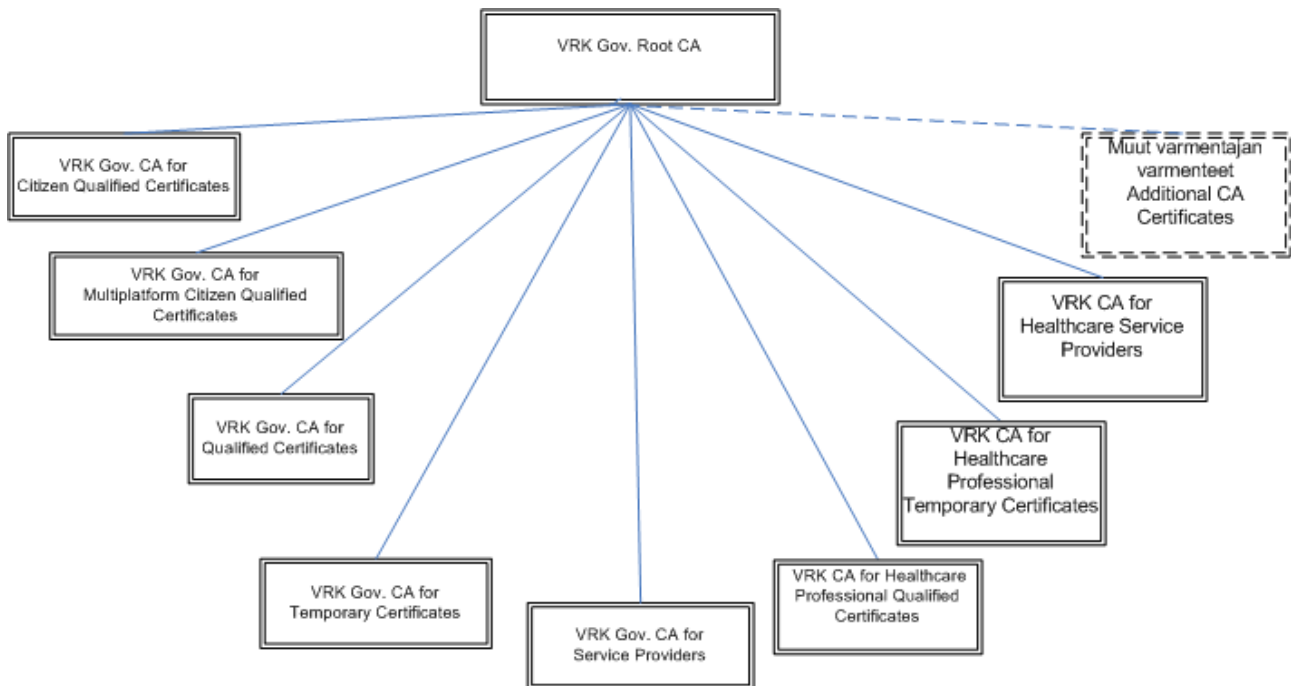 VRK Gov. Root CA
VRK Gov. CA for
Citizen Qualified Certificates
Muut varmentajan
varmenteet
Additional CA
Certificates
VRK Gov. CA for
Multiplatform Citizen Qualified
Certificates
VRK CA for
Healthcare Service
Providers
VRK Gov. CA for
Qualified Certificates
VRK CA for
Healthcare
Professional
Temporary Certificates
VRK Gov. CA for
Temporary Certificates
VRK CA for Healthcare
Professional Qualified
Certificates
VRK Gov. CA for
Service Providers